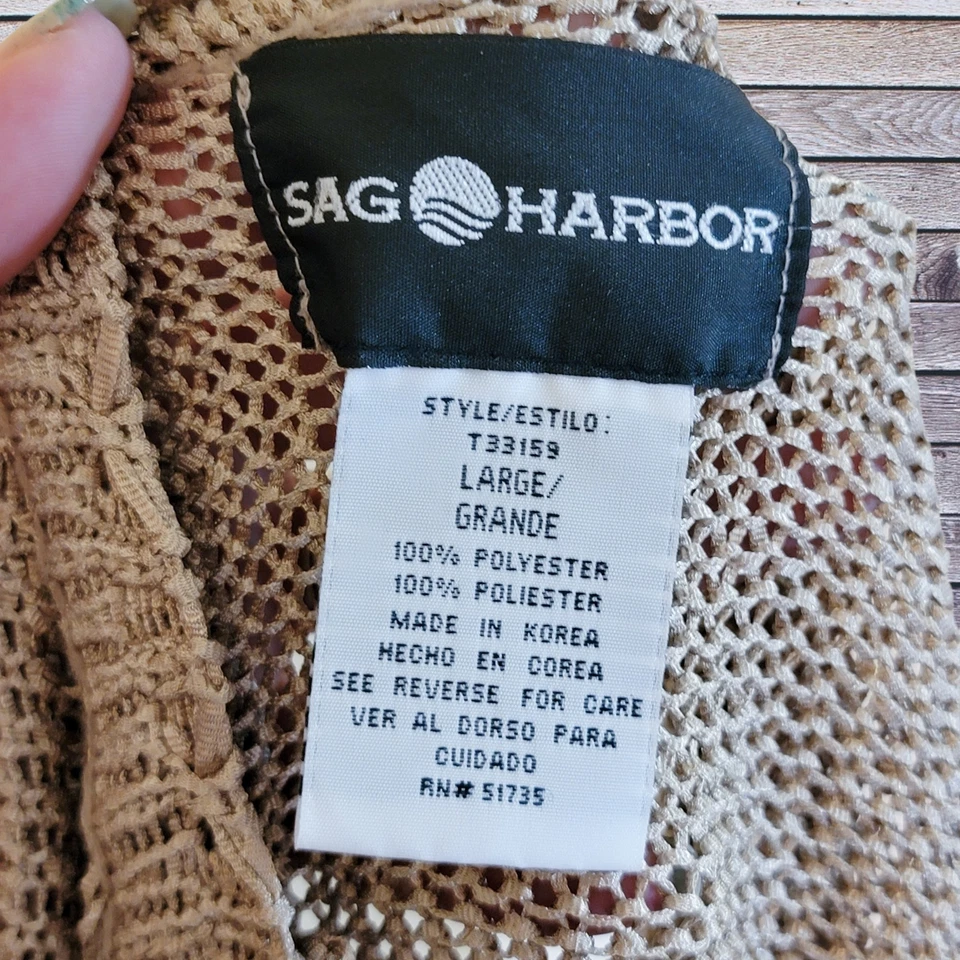 SAG HARBOR
STYLE/ESTILO:
T33159
LARGE/
GRANDE
100% POLYESTER
100% POLIESTER
MADE IN KOREA
HECHO EN COREA
SEE REVERSE FOR CARE
VER AL DORSO PARA
CUIDADO
RN# 51735